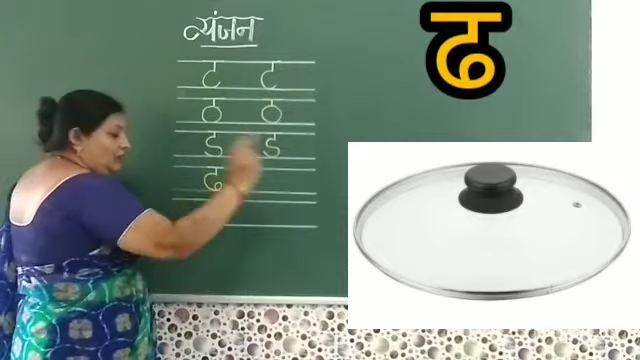 व्यंजन
ढ
ट ट
ठ ठ
ड ड
ढ